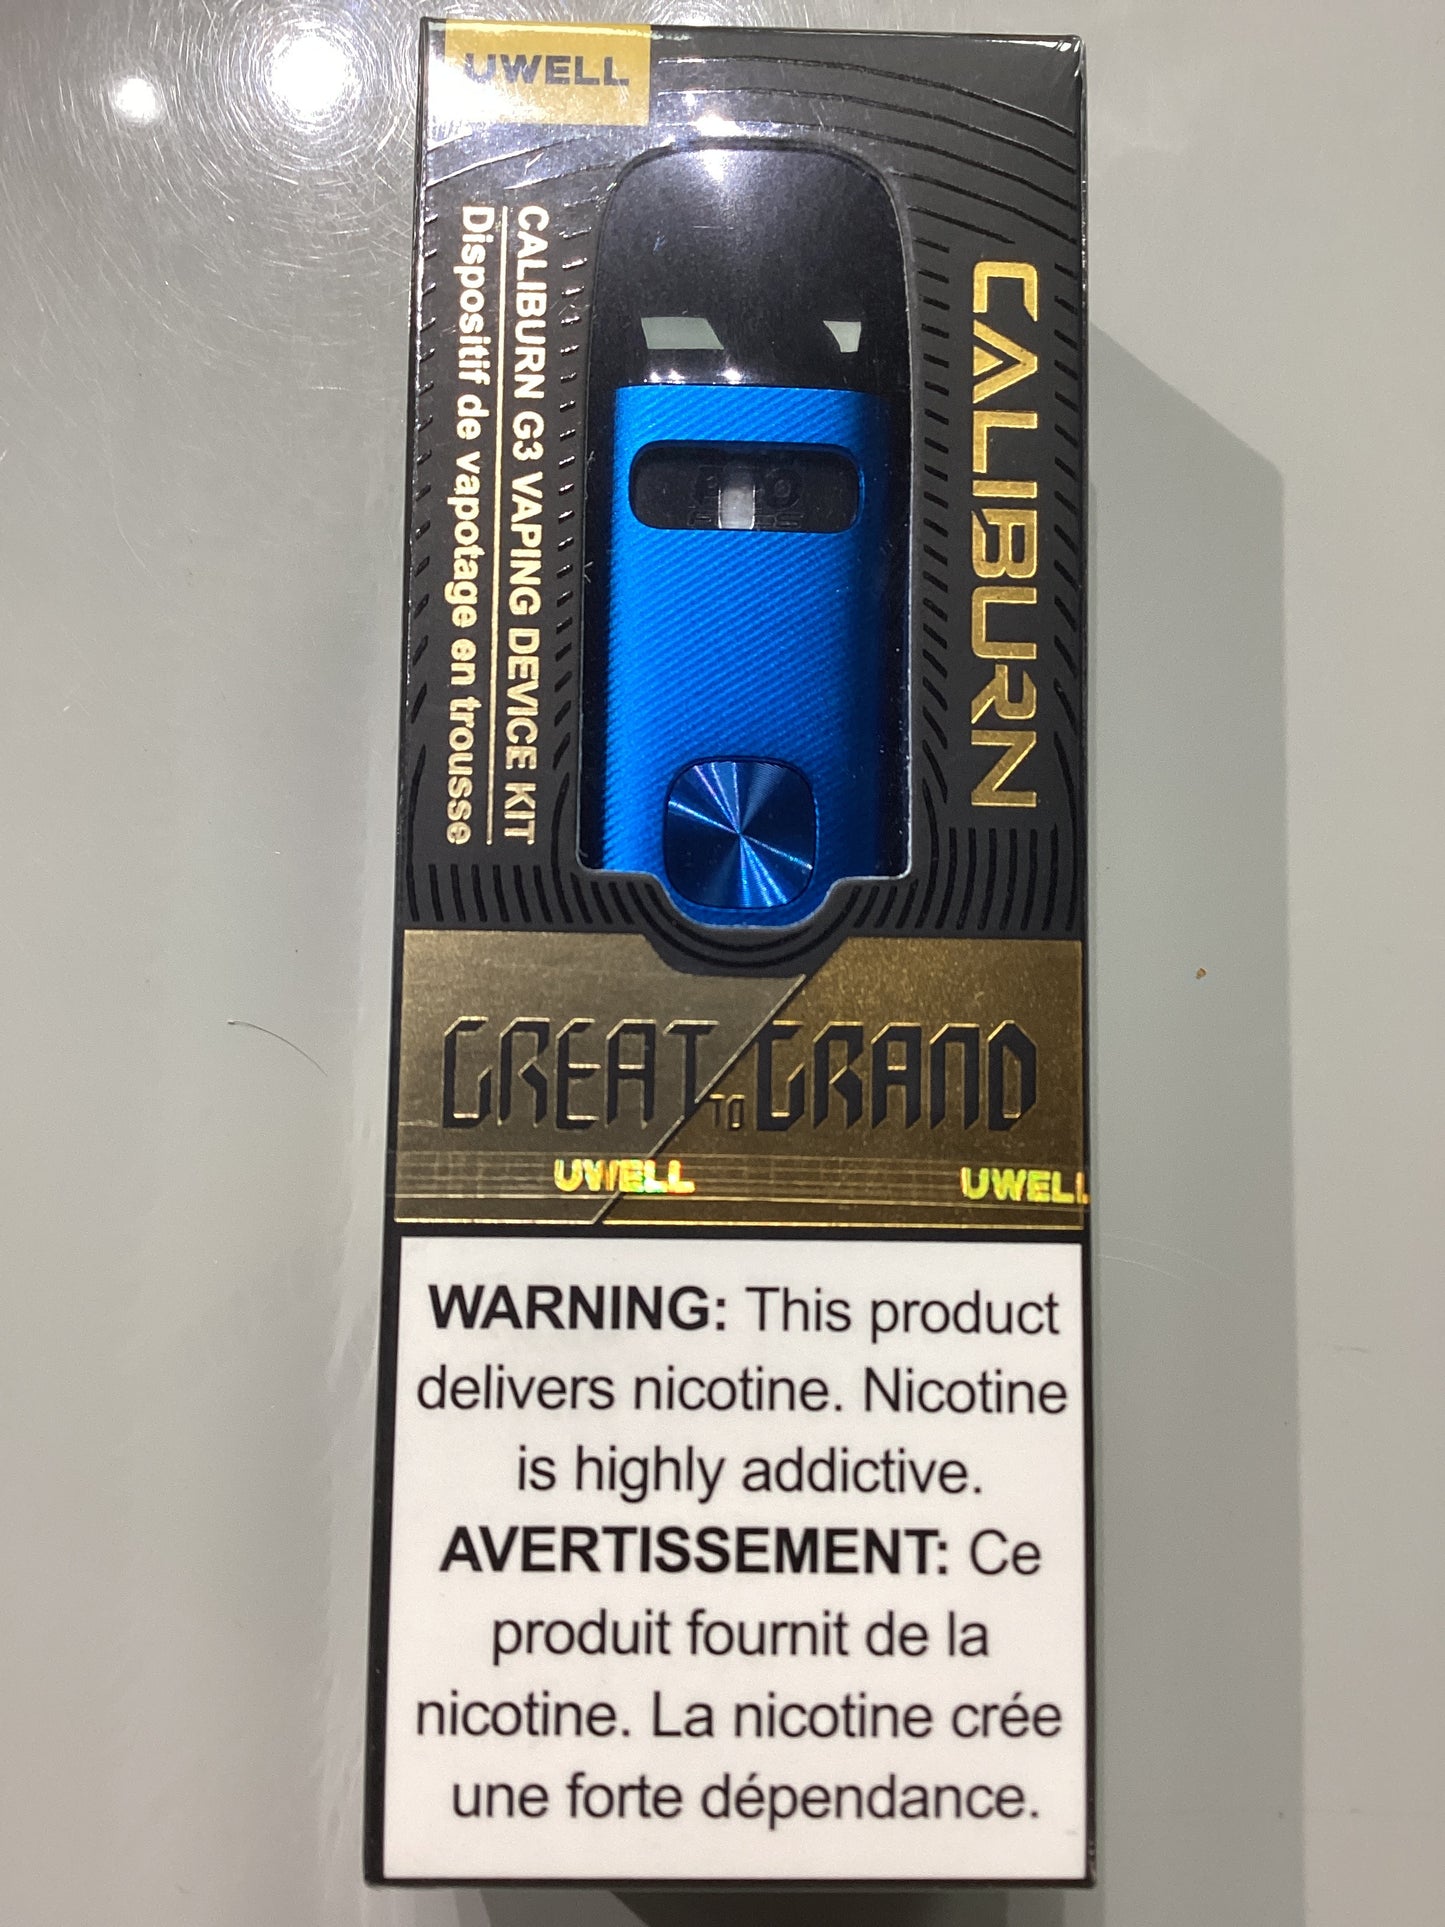 UWELL
CALIBURN
CALIBURN G3 VAPING DEVICE KIT
Dispositif de vapotage en trousse
GREAT TO GRAND
UWELL UWELL
WARNING: This product
delivers nicotine. Nicotine
is highly addictive.
AVERTISSEMENT: Ce
produit fournit de la
nicotine. La nicotine crée
une forte dépendance.